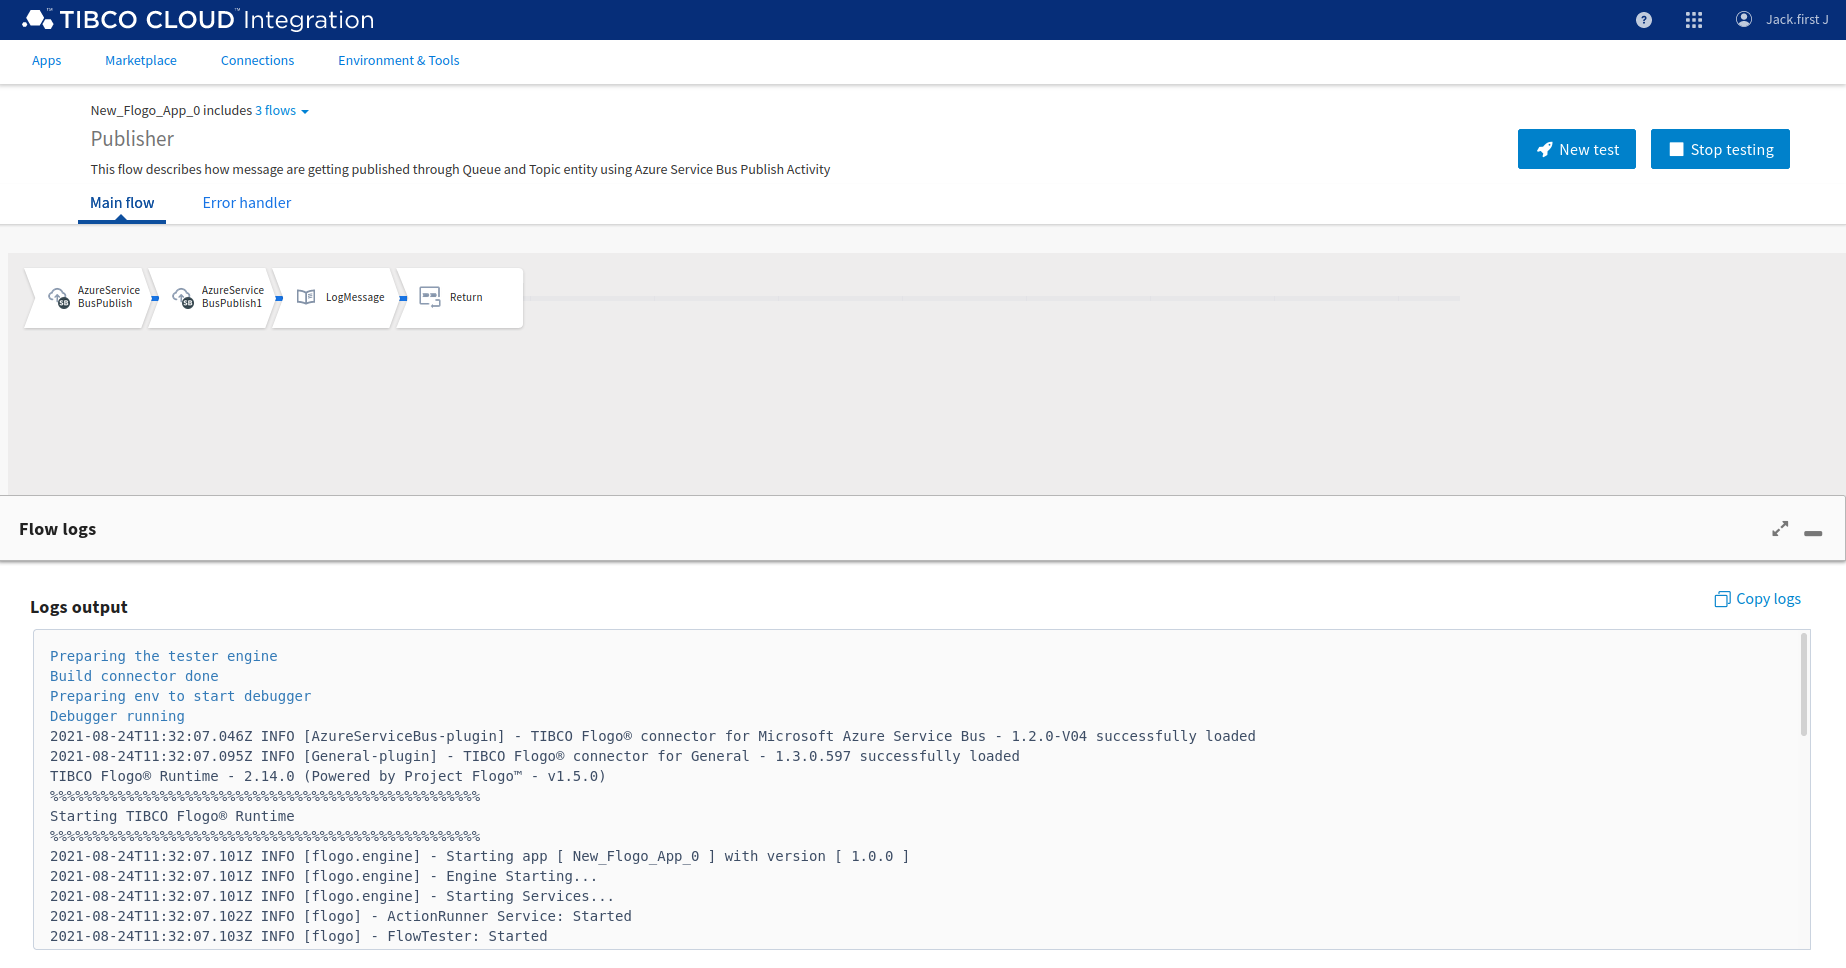 TIBCO CLOUD™ Integration
Jack.first J
Apps Marketplace Connections Environment & Tools
New_Flogo_App_0 includes 3 flows
Publisher
This flow describes how message are getting published through Queue and Topic entity using Azure Service Bus Publish Activity
New test
Stop testing
Main flow Error handler
AzureService
BusPublish
AzureService
BusPublish1
LogMessage
Return
Flow logs
Logs output
Copy logs
Preparing the tester engine
Build connector done
Preparing env to start debugger
Debugger running
2021-08-24T11:32:07.046Z INFO [AzureServiceBus-plugin] - TIBCO Flogo® connector for Microsoft Azure Service Bus - 1.2.0-V04 successfully loaded
2021-08-24T11:32:07.095Z INFO [General-plugin] - TIBCO Flogo® connector for General - 1.3.0.597 successfully loaded
TIBCO Flogo® Runtime - 2.14.0 (Powered by Project Flogo™ - v1.5.0)
%%%%%%%%%%%%%%%%%%%%%%%%%%%%%%%%%%%%%%%%%%%%%%%%%%%
Starting TIBCO Flogo® Runtime
%%%%%%%%%%%%%%%%%%%%%%%%%%%%%%%%%%%%%%%%%%%%%%%%%%%
2021-08-24T11:32:07.101Z INFO [flogo.engine] - Starting app [ New_Flogo_App_0 ] with version [ 1.0.0 ]
2021-08-24T11:32:07.101Z INFO [flogo.engine] - Engine Starting...
2021-08-24T11:32:07.101Z INFO [flogo.engine] - Starting Services...
2021-08-24T11:32:07.102Z INFO [flogo] - ActionRunner Service: Started
2021-08-24T11:32:07.103Z INFO [flogo] - FlowTester: Started